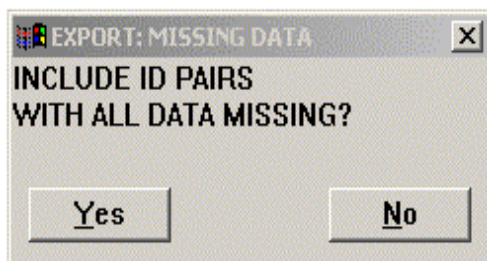 EXPORT: MISSING DATA
INCLUDE ID PAIRS
WITH ALL DATA MISSING?
Yes No